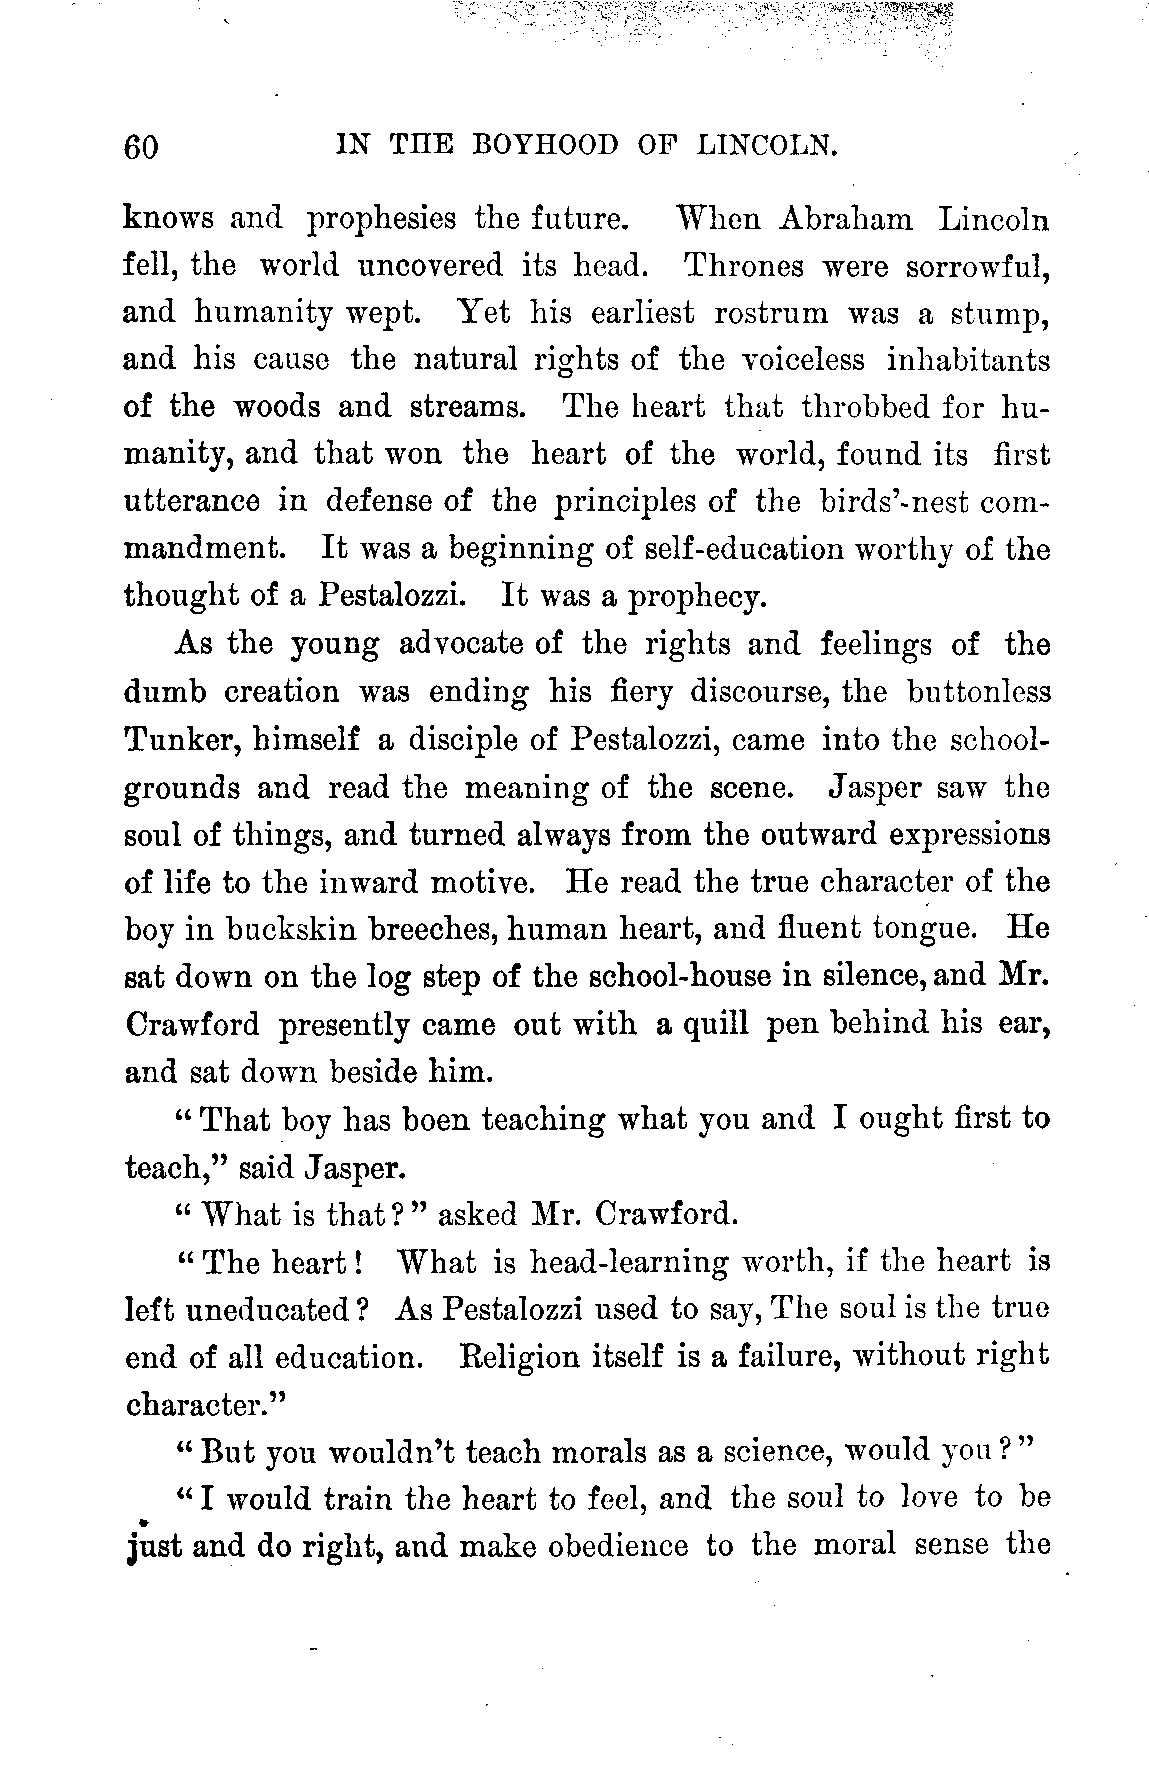 60 IN THE BOYHOOD OF LINCOLN.
knows and prophesies the future. When Abraham Lincoln
fell, the world uncovered its head. Thrones were sorrowful,
and humanity wept. Yet his earliest rostrum was a stump,
and his cause the natural rights of the voiceless inhabitants
of the woods and streams. The heart that throbbed for hu-
manity, and that won the heart of the world, found its first
utterance in defense of the principles of the birds'-nest com-
mandment. It was a beginning of self-education worthy of the
thought of a Pestalozzi. It was a prophecy.
As the young advocate of the rights and feelings of the
dumb creation was ending his fiery discourse, the buttonless
Tunker, himself a disciple of Pestalozzi, came into the school-
grounds and read the meaning of the scene. Jasper saw the
soul of things, and turned always from the outward expressions
of life to the inward motive. He read the true character of the
boy in buckskin breeches, human heart, and fluent tongue. He
sat down on the log step of the school-house in silence, and Mr.
Crawford presently came out with a quill pen behind his ear,
and sat down beside him.
"That boy has been teaching what you and I ought first to
teach," said Jasper.
"What is that?" asked Mr. Crawford.
"The heart! What is head-learning worth, if the heart is
left uneducated? As Pestalozzi used to say, The soul is the true
end of all education. Religion itself is a failure, without right
character."
"But you wouldn't teach morals as a science, would you?"
"I would train the heart to feel, and the soul to love to be
just and do right, and make obedience to the moral sense the